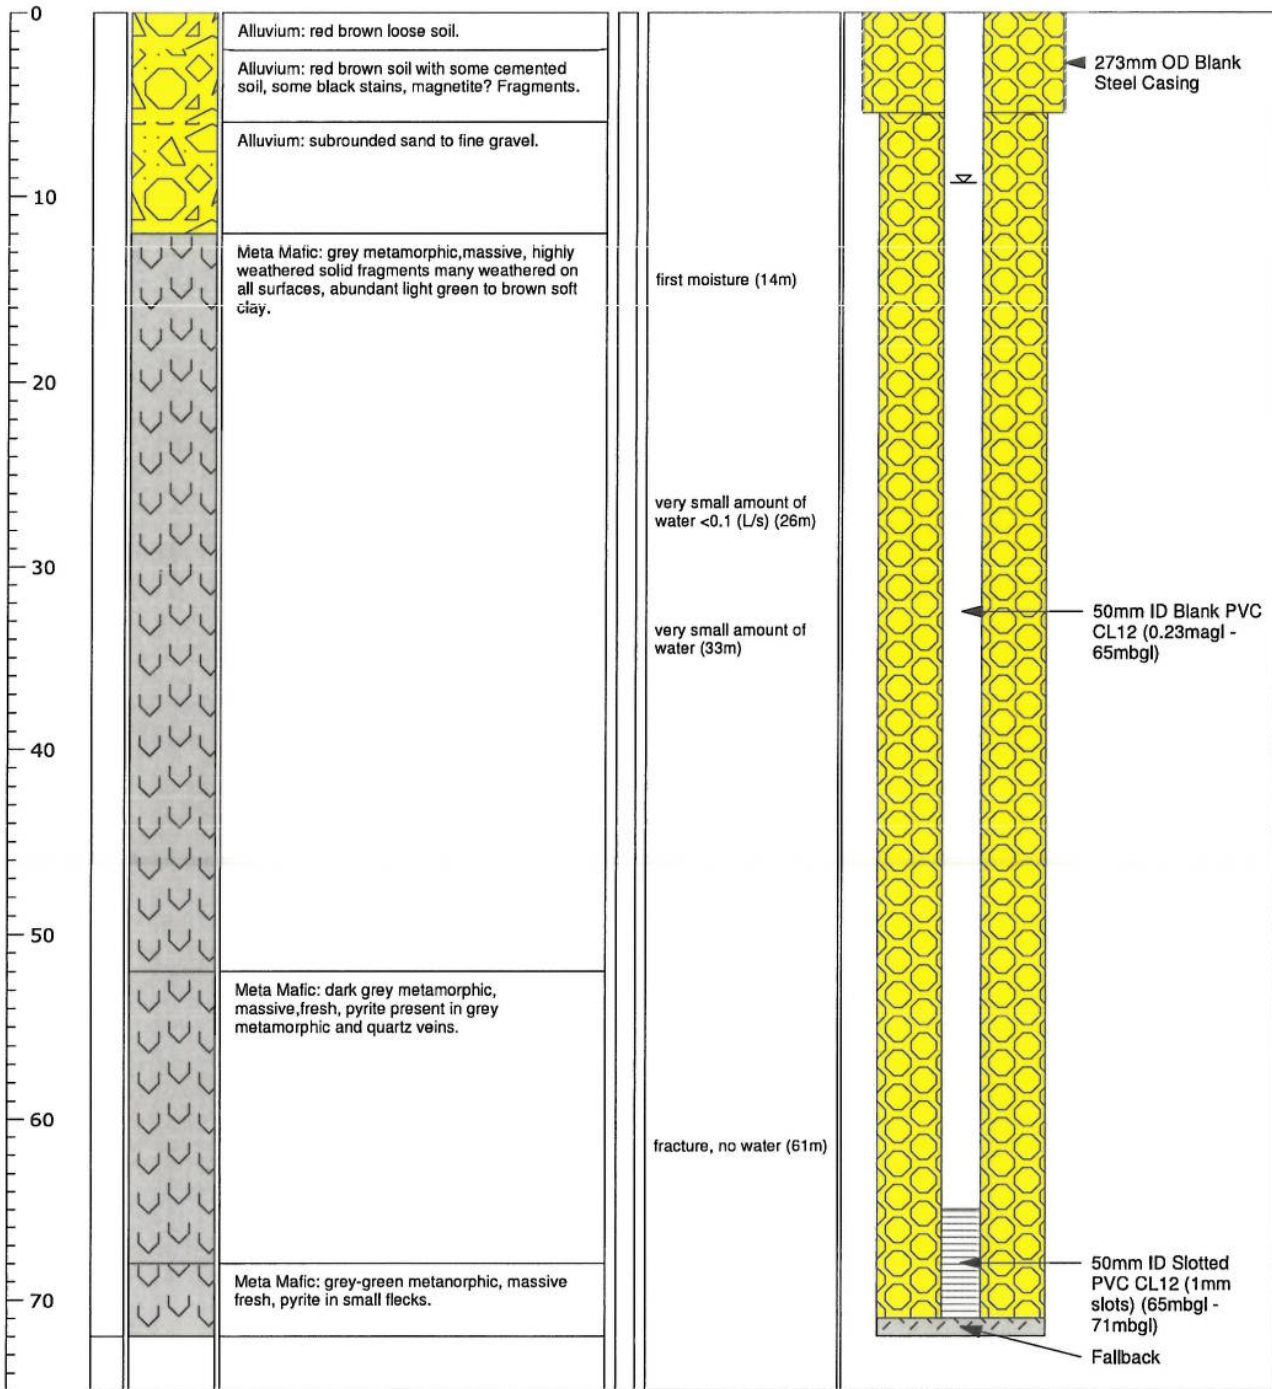 0
Alluvium: red brown loose soil.
Alluvium: red brown soil with some cemented
soil, some black stains, magnetite? Fragments.
273mm OD Blank
Steel Casing
Alluvium: subrounded sand to fine gravel.
10
Meta Mafic: grey metamorphic,massive, highly
weathered solid fragments many weathered on
all surfaces, abundant light green to brown soft
clay.
first moisture (14m)
20
very small amount of
water <0.1 (L/s) (26m)
30
50mm ID Blank PVC
CL12 (0.23magl -
65mbgl)
very small amount of
water (33m)
40
50
Meta Mafic: dark grey metamorphic,
massive,fresh, pyrite present in grey
metamorphic and quartz veins.
60
fracture, no water (61m)
50mm ID Slotted
PVC CL12 (1mm
slots) (65mbgl -
71mbgl)
Meta Mafic: grey-green metanorphic, massive
fresh, pyrite in small flecks.
70
Fallback